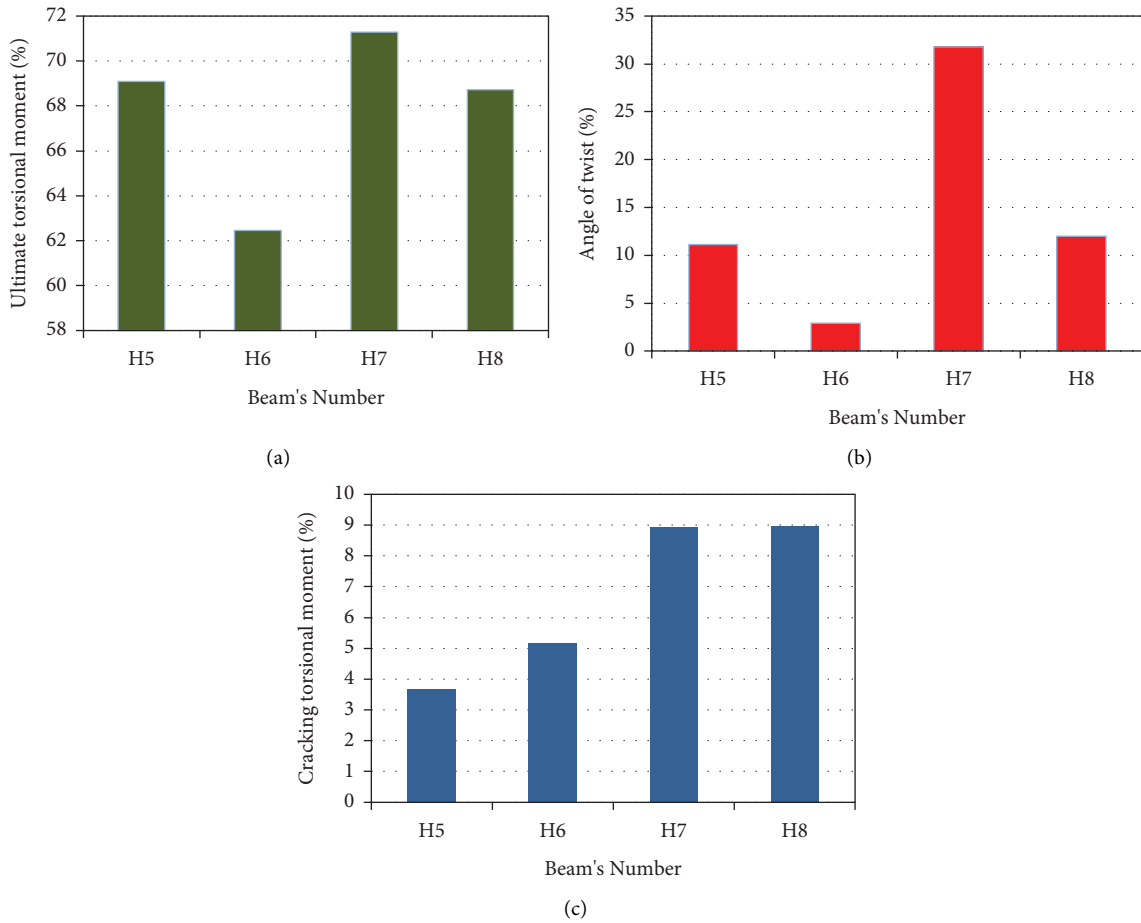 Ultimate torsional moment (%)
72
70
68
66
64
62
60
58
H5 H6 H7 H8
Beam's Number
(a)
Angle of twist (%)
35
30
25
20
15
10
5
0
H5 H6 H7 H8
Beam's Number
(b)
Cracking torsional moment (%)
10
9
8
7
6
5
4
3
2
1
0
H5 H6 H7 H8
Beam's Number
(c)